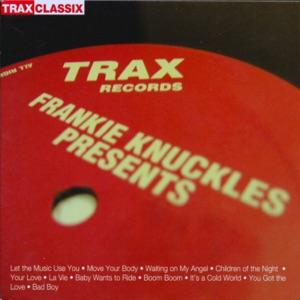 TRAXCLASSIX
TRAX
RECORDS
FRANKIE KNUCKLES
PRESENTS
Let the Music Use You • Move Your Body • Waiting on My Angel • Children of the Night •
Your Love • La Vie • Baby Wants to Ride • Boom Boom • It's a Cold World • You Got the
Love • Bad Boy